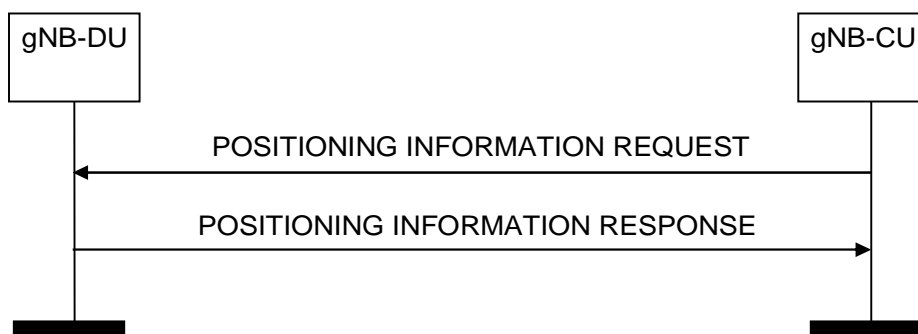 gNB-DU
gNB-CU
POSITIONING INFORMATION REQUEST
POSITIONING INFORMATION RESPONSE